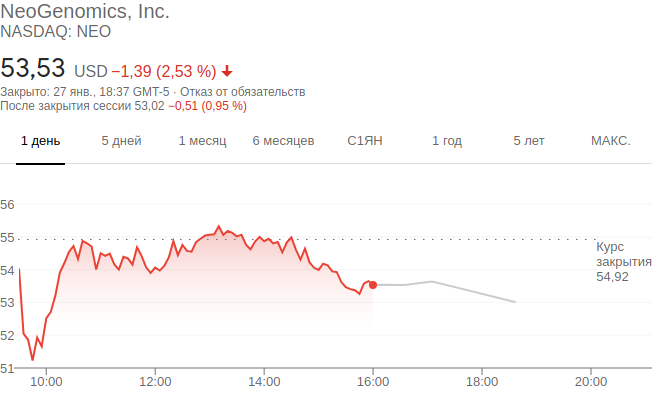 NeoGenomics, Inc.
NASDAQ: NEO
53,53 USD −1,39 (2,53 %)
Закрыто: 27 янв., 18:37 GMT-5 · Отказ от обязательств
После закрытия сессии 53,02 −0,51 (0,95 %)
1 день 5 дней 1 месяц 6 месяцев С1ЯН 1 год 5 лет МАКС.
56
55
54
53
52
51
Курс
закрытия
54,92
10:00 12:00 14:00 16:00 18:00 20:00